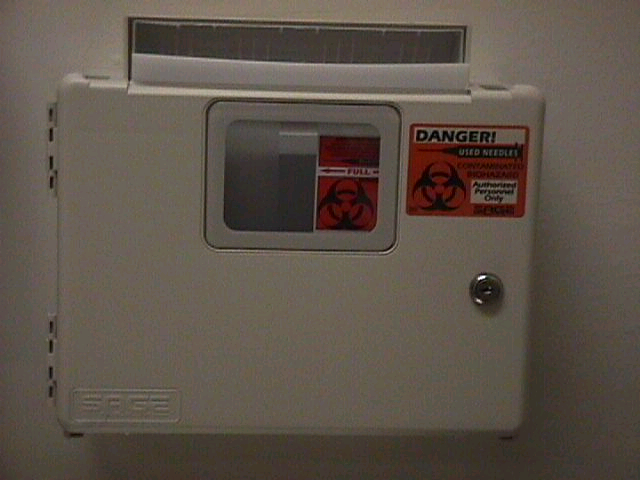 DANGER!
USED NEEDLES
CONTAMINATED
BIOHAZARD
Authorized
Personnel
Only
SAGE
FULL
SAGE